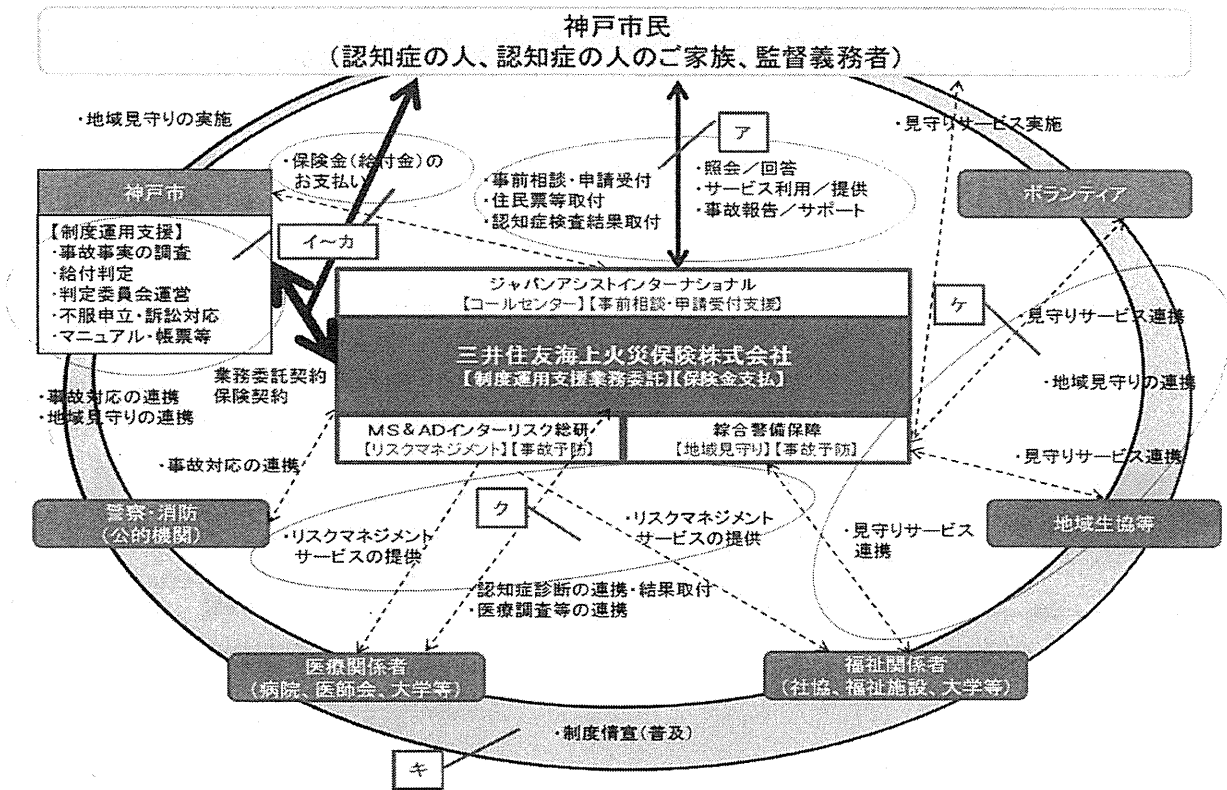 神戸市民
(認知症の人、認知症の人のご家族、監督義務者)
・地域見守りの実施
・保険金(給付金)の
お支払い
ア
・事前相談・申請受付
・住民票等取付
・認知症検査結果取付
・照会/回答
・サービス利用/提供
・事故報告/サポート
・見守りサービス実施
神戸市
【制度運用支援】
・事故事実の調査
・給付判定
・判定委員会運営
・不服申立・訴訟対応
・マニュアル・帳票等
イ~カ
ボランティア
ジャパンアシストインターナショナル
【コールセンター】【事前相談・申請受付支援】
三井住友海上火災保険株式会社
【制度運用支援業務委託】【保険金支払】
MS&ADインターリスク総研
【リスクマネジメント】【事故予防】
綜合警備保障
【地域見守り】【事故予防】
ケ
・見守りサービス連携
・地域見守りの連携
・見守りサービス連携
業務委託契約
保険契約
・事故対応の連携
・地域見守りの連携
・事故対応の連携
警察・消防
(公的機関)
地域生協等
ク
・リスクマネジメント
サービスの提供
・リスクマネジメント
サービスの提供
・見守りサービス
連携
・認知症診断の連携・結果取付
・医療調査等の連携
医療関係者
(病院、医師会、大学等)
福祉関係者
(社協、福祉施設、大学等)
・制度情宣(普及)
キ